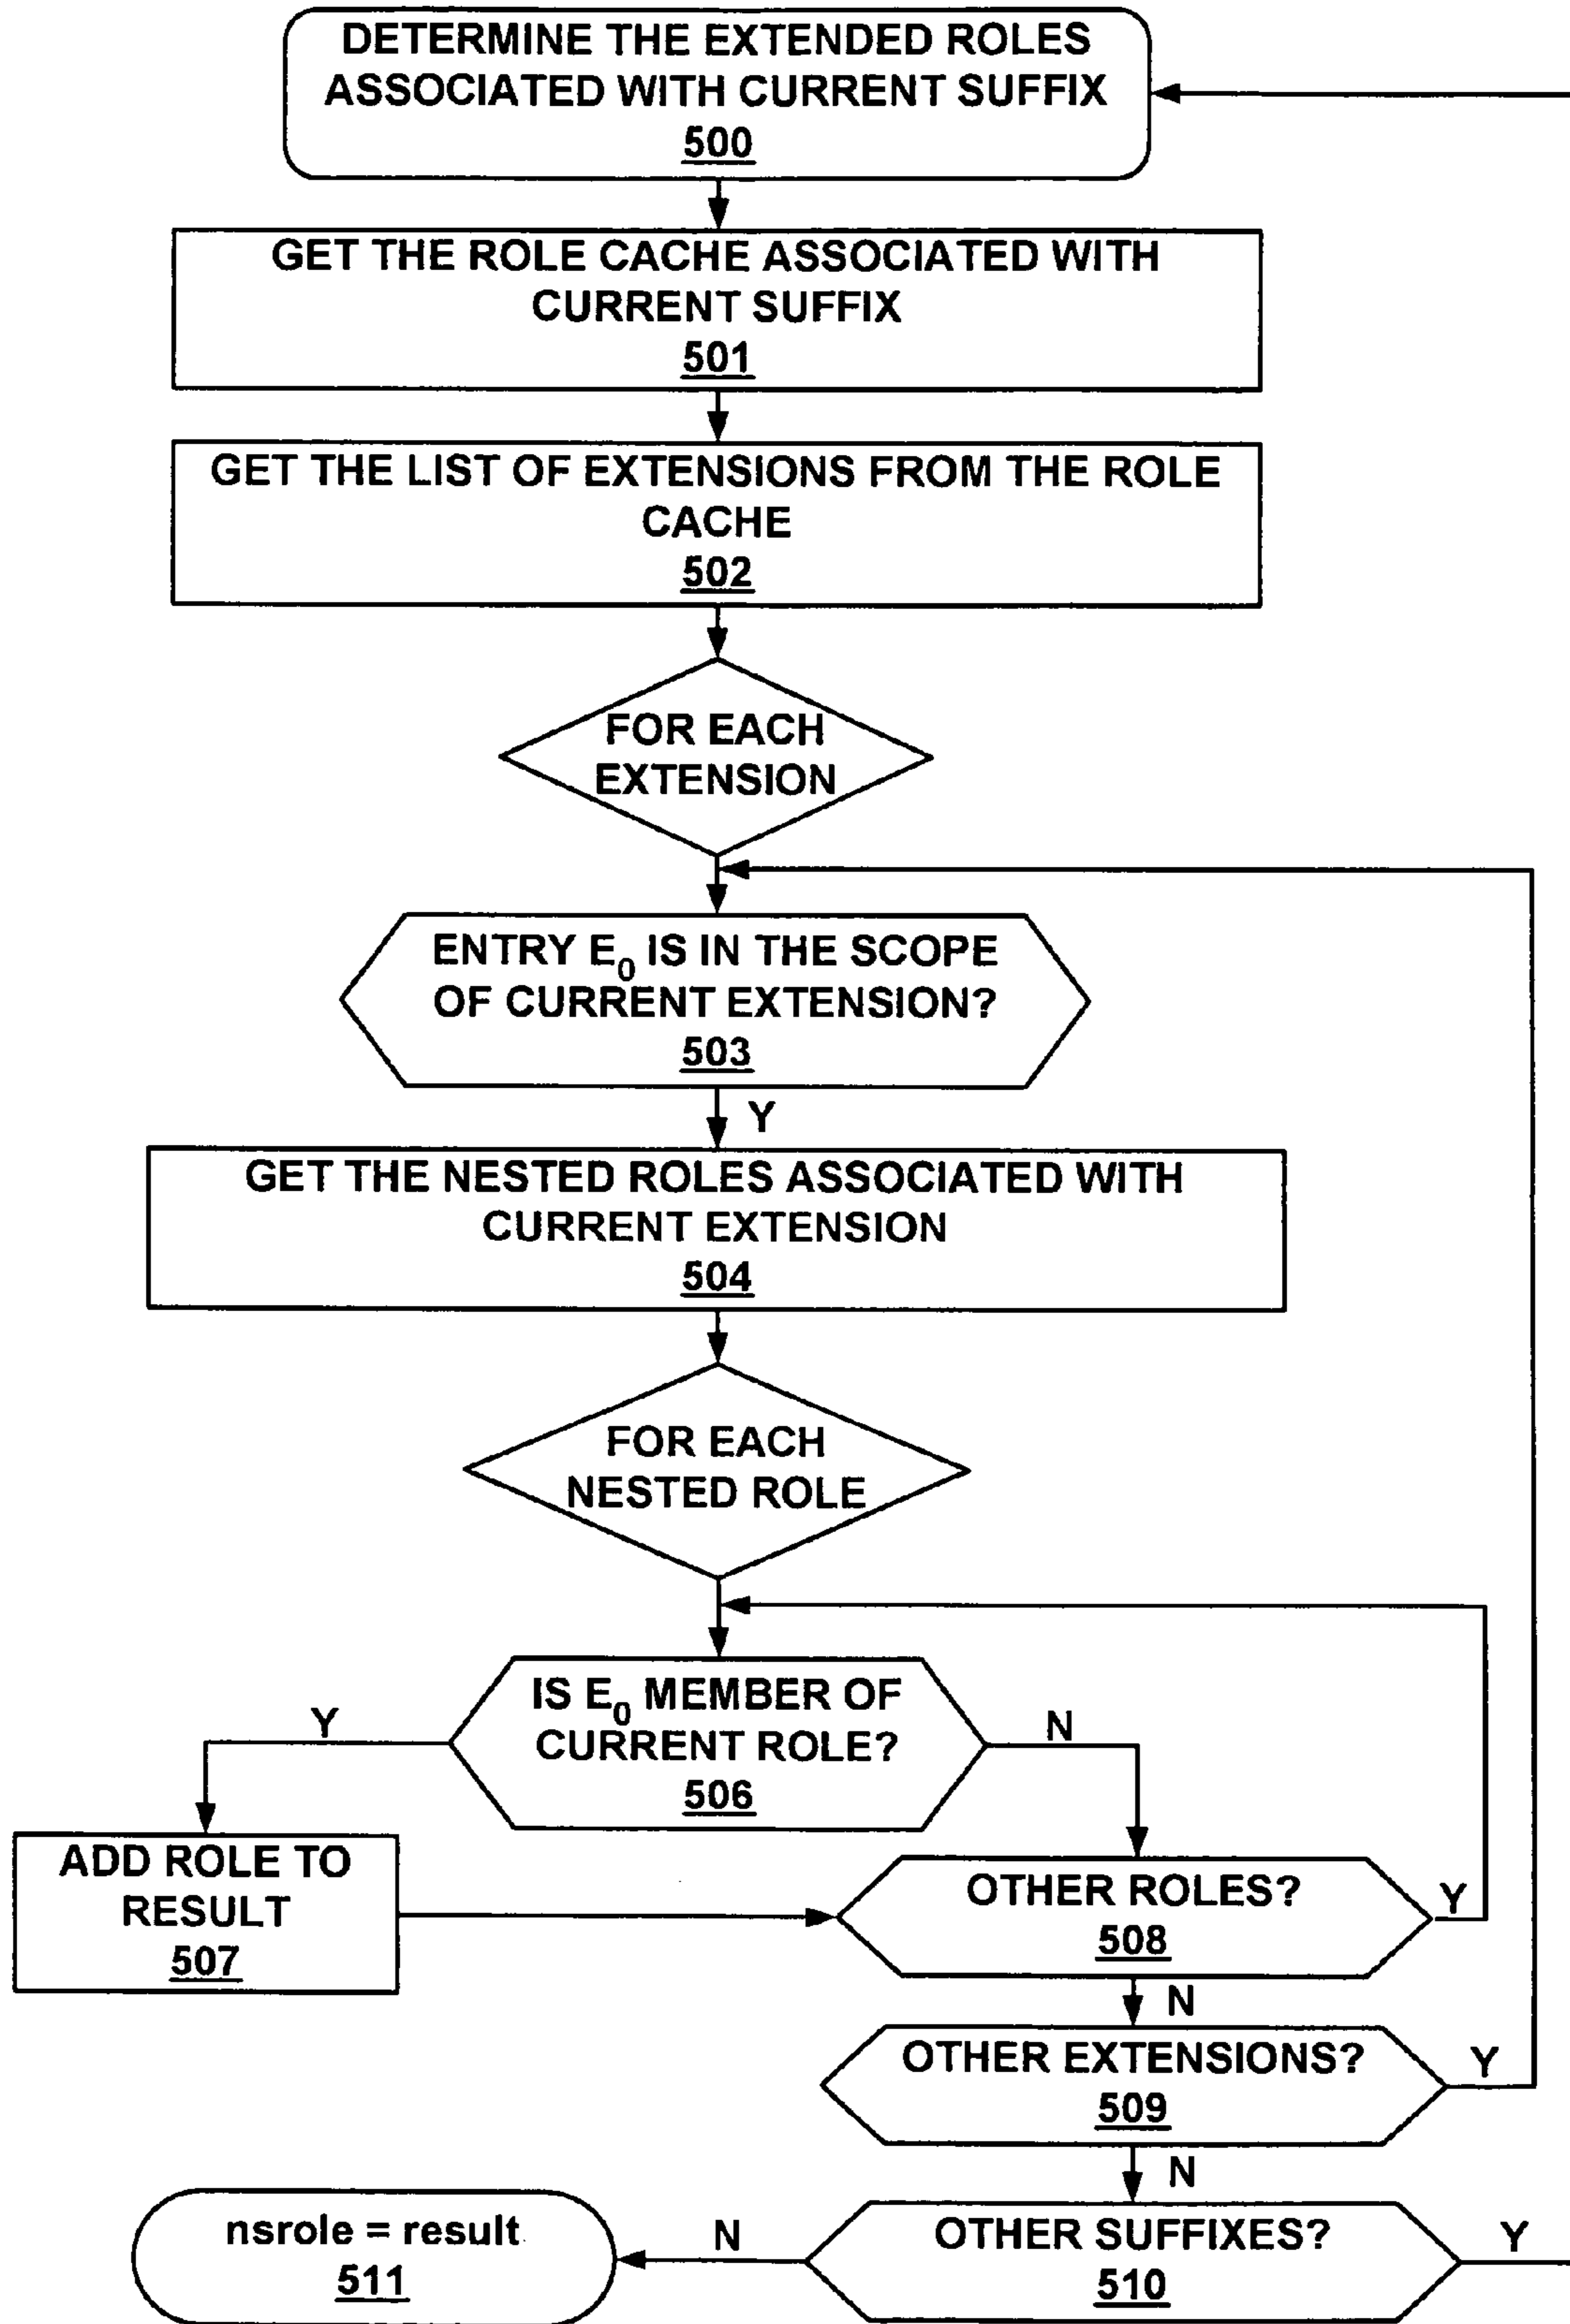 DETERMINE THE EXTENDED ROLES
ASSOCIATED WITH CURRENT SUFFIX
500
GET THE ROLE CACHE ASSOCIATED WITH
CURRENT SUFFIX
501
GET THE LIST OF EXTENSIONS FROM THE ROLE
CACHE
502
FOR EACH
EXTENSION
ENTRY E0 IS IN THE SCOPE
OF CURRENT EXTENSION?
503
Y
GET THE NESTED ROLES ASSOCIATED WITH
CURRENT EXTENSION
504
FOR EACH
NESTED ROLE
IS E0 MEMBER OF
CURRENT ROLE?
506
Y
N
ADD ROLE TO
RESULT
507
OTHER ROLES?
508
Y
N
OTHER EXTENSIONS?
509
Y
N
OTHER SUFFIXES?
510
Y
N
nsrole = result
511